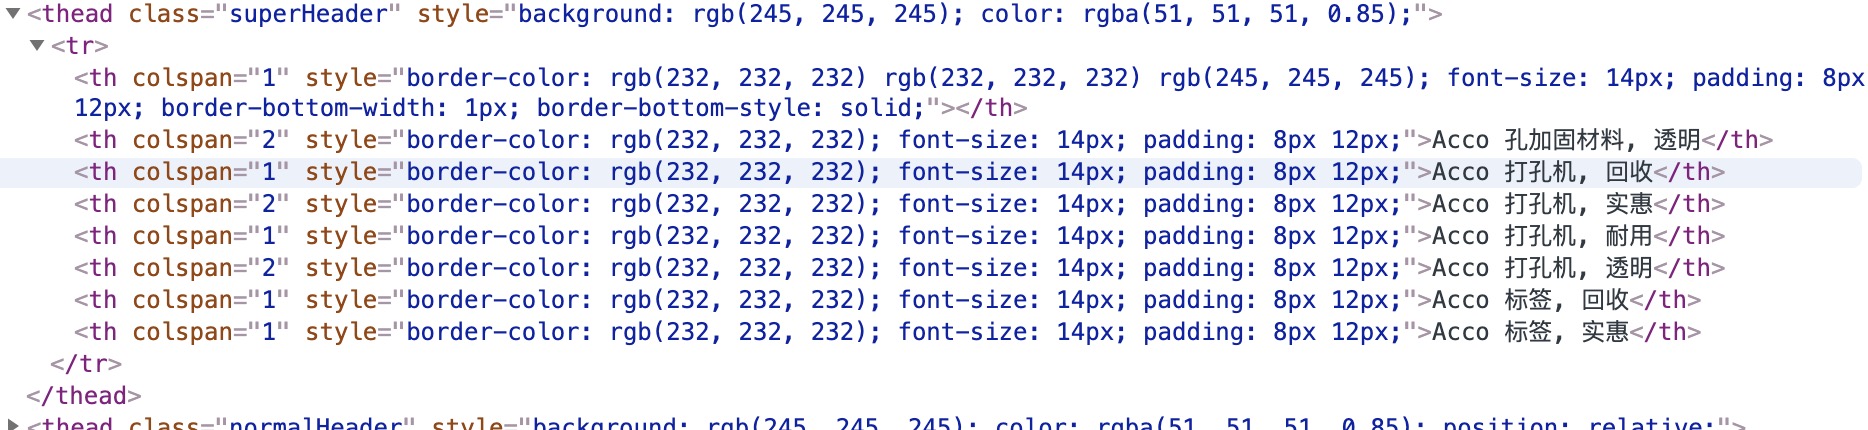 <thead class="superHeader" style="background: rgb(245, 245, 245); color: rgba(51, 51, 51, 0.85);">
<tr>
<th colspan="1" style="border-color: rgb(232, 232, 232) rgb(232, 232, 232) rgb(245, 245, 245); font-size: 14px; padding: 8px
12px; border-bottom-width: 1px; border-bottom-style: solid;"></th>
<th colspan="2" style="border-color: rgb(232, 232, 232); font-size: 14px; padding: 8px 12px;">Acco 孔加固材料, 透明</th>
<th colspan="1" style="border-color: rgb(232, 232, 232); font-size: 14px; padding: 8px 12px;">Acco 打孔机, 回收</th>
<th colspan="2" style="border-color: rgb(232, 232, 232); font-size: 14px; padding: 8px 12px;">Acco 打孔机, 实惠</th>
<th colspan="1" style="border-color: rgb(232, 232, 232); font-size: 14px; padding: 8px 12px;">Acco 打孔机, 耐用</th>
<th colspan="2" style="border-color: rgb(232, 232, 232); font-size: 14px; padding: 8px 12px;">Acco 打孔机, 透明</th>
<th colspan="1" style="border-color: rgb(232, 232, 232); font-size: 14px; padding: 8px 12px;">Acco 标签, 回收</th>
<th colspan="1" style="border-color: rgb(232, 232, 232); font-size: 14px; padding: 8px 12px;">Acco 标签, 实惠</th>
</tr>
</thead>
<thead class="normalHeader" style="background: rgb(245, 245, 245); color: rgba(51, 51, 51, 0.85); position: relative;">